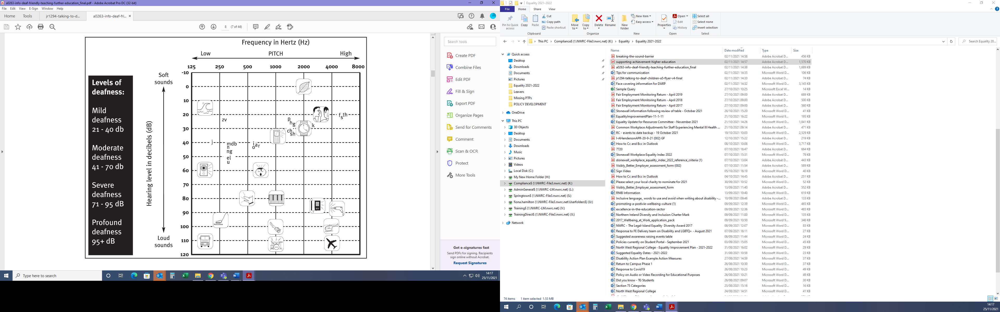 a0263-info-deaf-friendly-teaching-further-education_final.pdf - Adobe Acrobat Pro DC (32-bit)
File Edit View E-Sign Window Help
Home Tools jr1294-talking-to-d... a0263-info-deaf-fri... ×
8 (7 of 44)
Frequency in Hertz (Hz)
Low PITCH High
125 250 500 1000 2000 4000 8000
Levels of
deafness:
Mild
deafness
21 - 40 db
Moderate
deafness
41 - 70 db
Severe
deafness
71 - 95 dB
Profound
deafness
95+ dB
Soft
sounds
Hearing level in decibels (dB)
Loud
sounds
-10
0
10
20
30
40
50
60
70
80
90
100
110
120
zv
p
hg
k
f s th
ch
sh
j
mdb
n
ng
i a r
o
el
u
Search tools
Create PDF
Combine Files
Edit PDF
Fill & Sign
Export PDF
Organize Pages
Send for Comments
Comment
Scan & OCR
Protect
More Tools
Get e-signatures fast
Send PDFs for signing. Recipients
sign online without Acrobat.
Request Signatures
Type here to search
14:17
25/11/2021
Equality 2021-2022
File Home Share View
Pin to Quick
access
Copy
Paste
Cut
Copy path
Paste shortcut
Clipboard
Move
to
Copy
to
Delete
Rename
Organize
New
folder
New item
Easy access
New
Properties
Open
Edit
History
Open
Select all
Select none
Invert selection
Select
This PC > Compliance$ (\\NWRC-File3.nwrc.net) (K:) > Equality > Equality 2021-2022
Search Equality 20...
Quick access
Desktop
Downloads
Documents
Pictures
Equality 2021-2022
Leavers
Missing PTPs
POLICY DEVELOPMENT
OneDrive
This PC
3D Objects
Desktop
Documents
Downloads
Music
Pictures
Videos
Local Disk (C:)
My New Home Folder (H:)
Compliance$ (\\NWRC-File3.nwrc.net) (K:)
AdminGeneral$ (\\NWRC-LM.nwrc.net) (L:)
Springtown$ (\\NWRC-File3.nwrc.net) (S:)
fiona.hamilton (\\NWRC-File3.nwrc.net\Userfolders$) (U:)
Training$ (\\NWRC-LM.nwrc.net) (V:)
TrainingDirect$ (\\NWRC-File3.nwrc.net) (X:)
Network
Name Date modified Type Size
breaking-the-sound-barrier 02/11/2021 14:58 Adobe Acrobat D... 456 KB
supporting-achievement-higher-education 02/11/2021 14:57 Adobe Acrobat D... 1,570 KB
a0263-info-deaf-friendly-teaching-further-education_final 02/11/2021 14:38 Adobe Acrobat D... 1,689 KB
Tips for communication 02/11/2021 14:35 Microsoft Word D... 106 KB
jr1294-talking-to-deaf-children-a5-flyer-v4-final 02/11/2021 14:33 Adobe Acrobat D... 74 KB
Face covering information for DARP 02/11/2021 14:32 Microsoft Word D... 3,145 KB
Sample Query 27/10/2021 10:25 Microsoft Excel W... 14 KB
Fair Employment Monitoring Return - April 2019 27/10/2021 09:00 Adobe Acrobat D... 689 KB
Fair Employment Monitoring Return - April 2018 27/10/2021 09:00 Adobe Acrobat D... 500 KB
Fair Employment Monitoring Return - April 2017 27/10/2021 09:00 Adobe Acrobat D... 560 KB
Stonewall information following review of table - October 2021 26/10/2021 15:20 Microsoft Word D... 41 KB
EqualityImprovementPlan-11-1-11 21/10/2021 16:22 Microsoft Word 9... 195 KB
Equality Update for Resources Committee - November 2021 21/10/2021 14:26 Microsoft Word D... 1,841 KB
Common Workplace Adjustments for Staff Experiencing Mental Ill Health ... 21/10/2021 09:14 Adobe Acrobat D... 471 KB
RC - events to date backup - 19 October 2021 19/10/2021 10:03 Microsoft Word D... 2,529 KB
I-AHendersonAPR-20-9-21 (002) GF 12/10/2021 15:22 Adobe Acrobat D... 219 KB
How to Cc and Bcc in Outlook 08/10/2021 10:08 Microsoft Word D... 3,717 KB
7720 07/10/2021 16:47 Adobe Acrobat D... 664 KB
Stonewall Workplace Equality Index 2022 07/10/2021 15:31 Microsoft Word D... 79 KB
stonewall_workplace_equality_index_2022_reference_criteria (1) 07/10/2021 13:04 Adobe Acrobat D... 443 KB
Visibly_Better_Employer_assessment_form (002) 07/10/2021 11:54 Adobe Acrobat D... 589 KB
Sign Video 05/10/2021 16:19 Microsoft Word D... 40 KB
How to Cc and Bcc in Outlook 04/10/2021 14:45 Adobe Acrobat D... 251 KB
Please select your local charity to nominate for 2021 30/09/2021 10:52 Microsoft Word D... 52 KB
Visibly_Better_Employer_assessment_form 13/09/2021 11:40 Adobe Acrobat D... 552 KB
RNIB Information 13/09/2021 10:40 Microsoft Word D... 619 KB
Inclusive language_ words to use and avoid when writing about disability -... 10/09/2021 09:46 Adobe Acrobat D... 133 KB
promoting-a-postivie-wellbeing-culture (1) 09/09/2021 12:39 Microsoft Word D... 465 KB
excellence-in-the-education-sector 09/09/2021 12:36 Microsoft Word D... 465 KB
Northern Ireland Diversity and Inclusion Charter Mark 09/09/2021 11:00 Microsoft Word D... 135 KB
2017_Wellbeing_at_Work_application_pack 09/09/2021 10:50 Microsoft Word 9... 346 KB
NWRC - The Legal-Island Equality Diversity Award 2017 08/09/2021 12:07 Microsoft Word D... 83 KB
Response to FE Delivery team on Disability and LGBTQ+ - August 2021 07/09/2021 16:11 Microsoft Word D... 27 KB
Suggested awareness raising events table 06/09/2021 11:44 Microsoft Word D... 24 KB
Policies currently on Student Portal - September 2021 03/09/2021 15:05 Microsoft Word D... 45 KB
North West Regional College - Equality Improvement Plan - 2021-2022 31/08/2021 16:02 Microsoft Word D... 29 KB
Suggested Equality Dates - 2021-2022 31/08/2021 10:58 Microsoft Word D... 23 KB
Disability Action Plan Example Action Measures 27/08/2021 14:59 Microsoft Word D... 37 KB
Return to Campus Phase 1 26/08/2021 10:30 Microsoft Word D... 37 KB
Response to Covid19 26/08/2021 10:23 Microsoft Word D... 49 KB
Policy on Audio or Video Recording for Educational Purposes 26/08/2021 10:21 Microsoft Word D... 49 KB
Did you know - TG Students 26/08/2021 09:07 Microsoft Word D... 30 KB
Section 75 Categories 25/08/2021 15:16 Microsoft Word D... 16 KB
North West Regional College 24/08/2021 14:51 Microsoft Word D... 41 KB
74 items 1 item selected 1.53 MB
14:17
25/11/2021